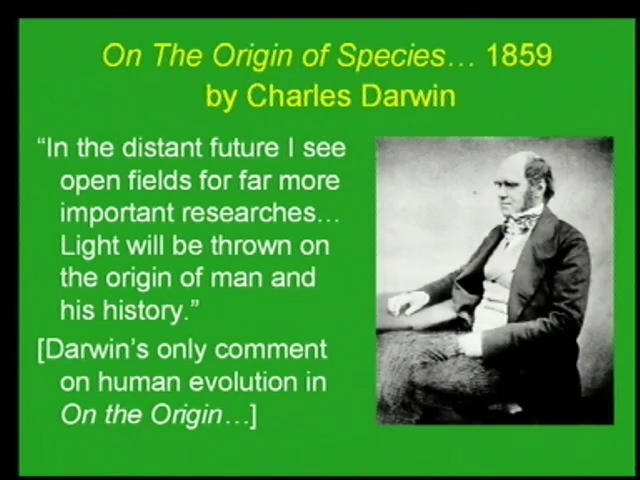 On The Origin of Species… 1859
by Charles Darwin
“In the distant future I see
open fields for far more
important researches…
Light will be thrown on
the origin of man and
his history.”
[Darwin’s only comment
on human evolution in
On the Origin…]